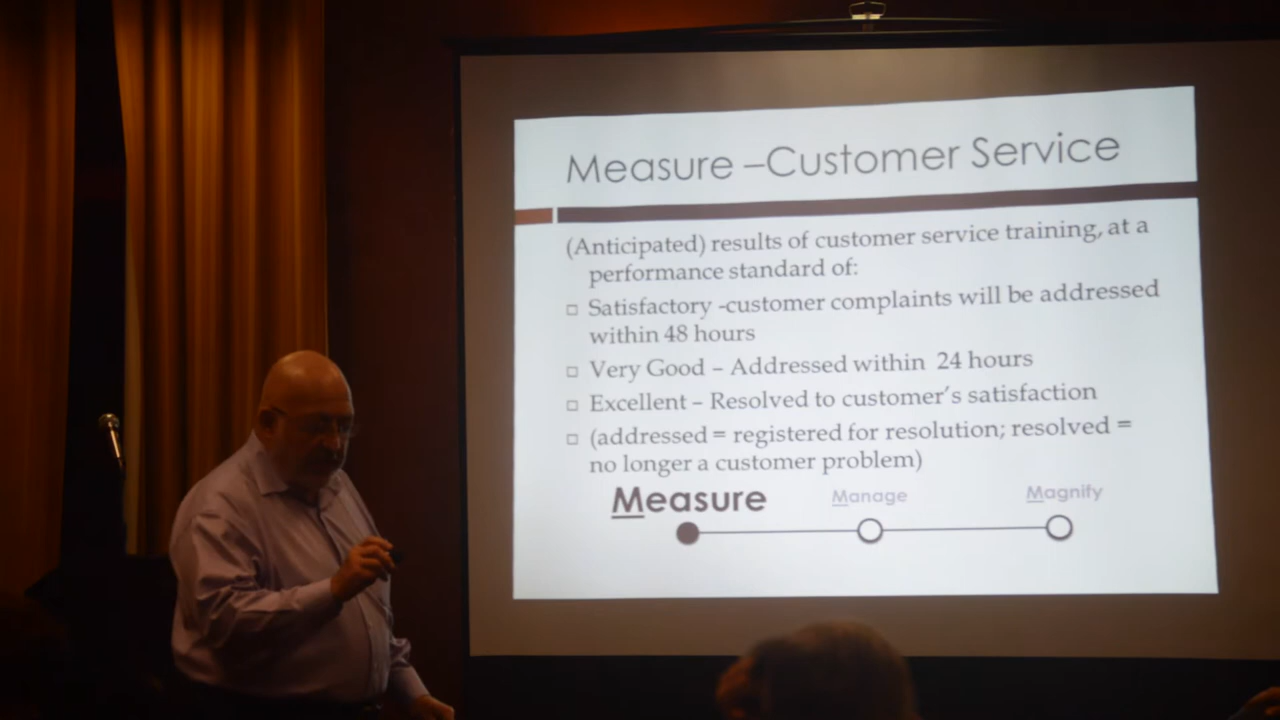 Measure –Customer Service
(Anticipated) results of customer service training, at a
performance standard of:
□ Satisfactory -customer complaints will be addressed
within 48 hours
□ Very Good – Addressed within 24 hours
□ Excellent – Resolved to customer's satisfaction
□ (addressed = registered for resolution; resolved =
no longer a customer problem)
Measure Manage Magnify